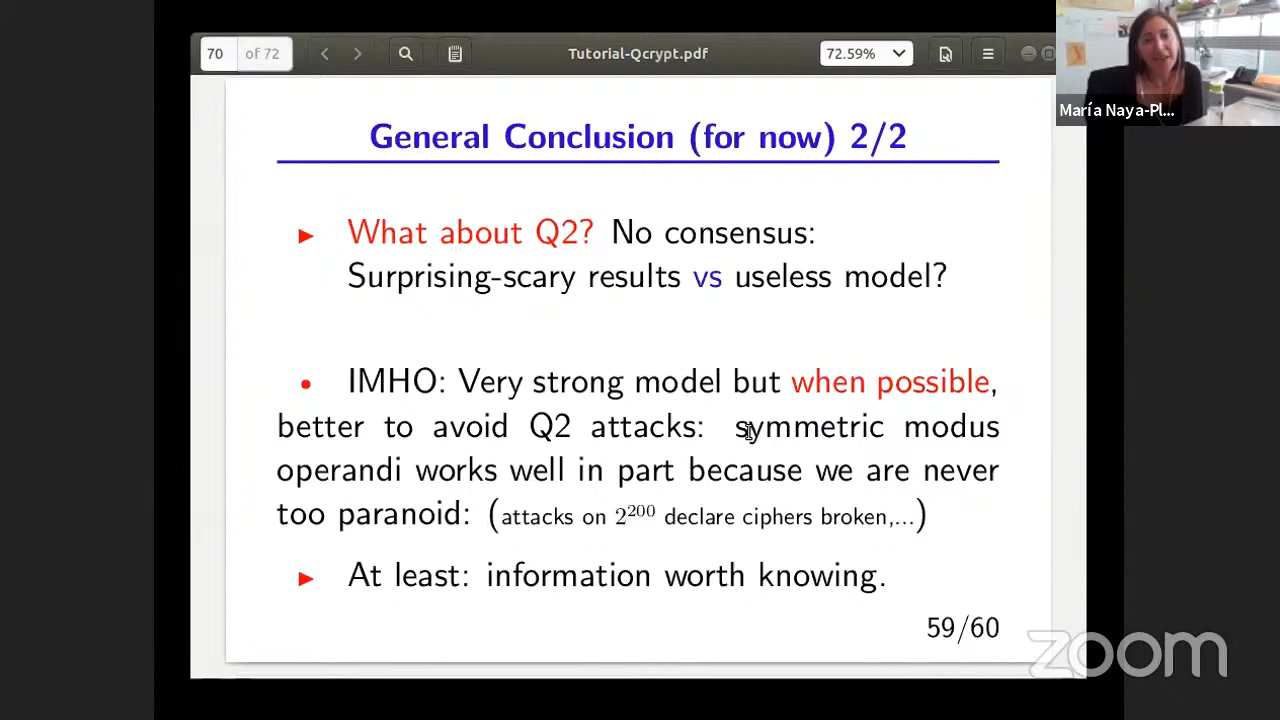 70 of 72
Tutorial-Qcrypt.pdf
72.59%
María Naya-Pl...
General Conclusion (for now) 2/2
What about Q2? No consensus:
Surprising-scary results vs useless model?
IMHO: Very strong model but when possible,
better to avoid Q2 attacks: symmetric modus
operandi works well in part because we are never
too paranoid: (attacks on 2^200 declare ciphers broken,...)
At least: information worth knowing.
59/60
zoom